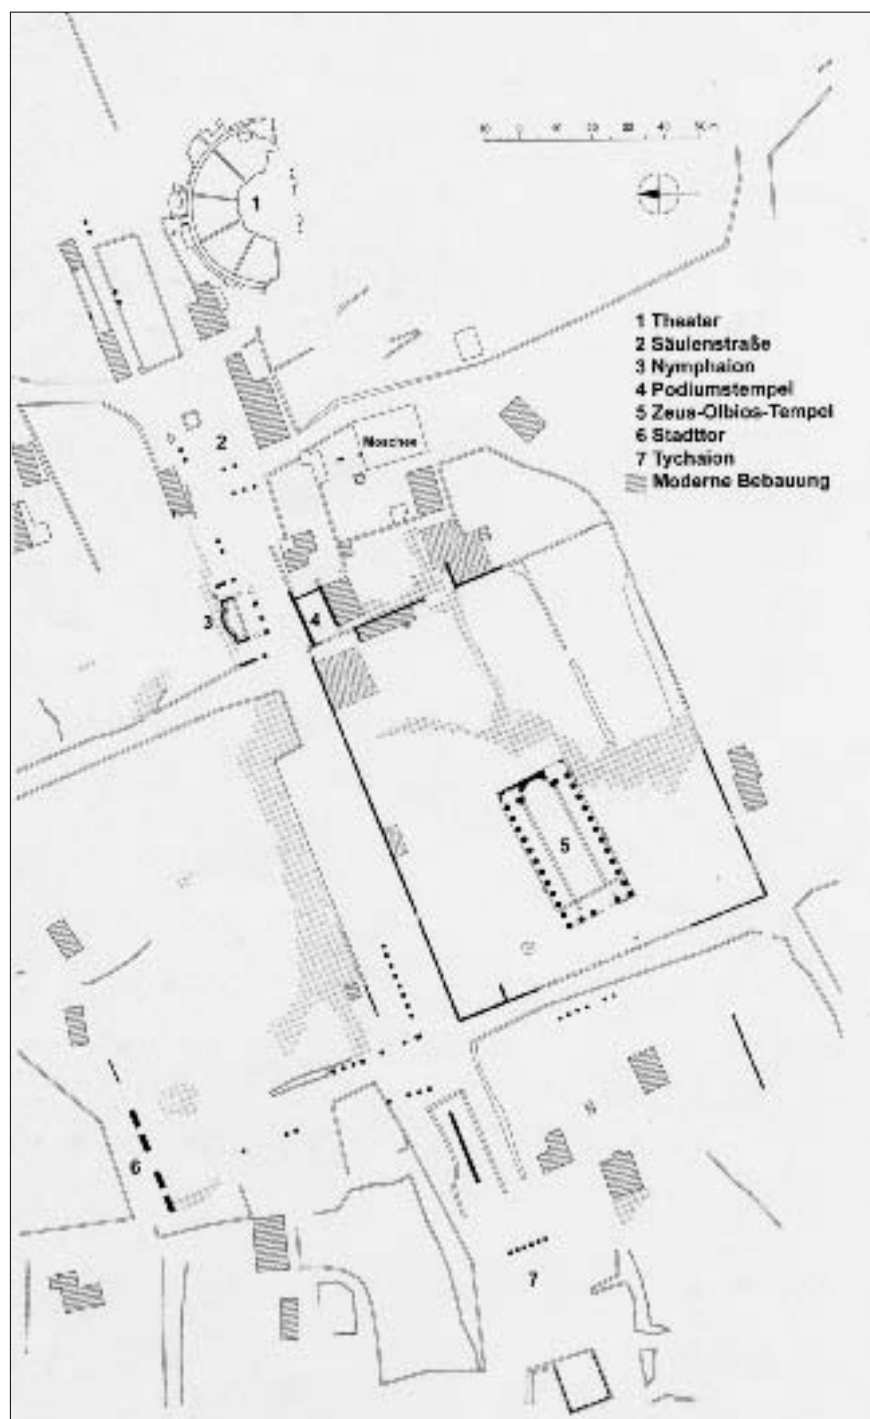 1
1 Theater
2 Säulenstraße
3 Nymphaion
4 Podiumstempel
5 Zeus-Olbios-Tempel
6 Stadttor
7 Tychaion
Moderne Bebauung
2
Moschee
3
4
5
6
7